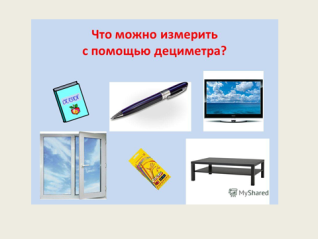 Что можно измерить
с помощью дециметра?
MyShared